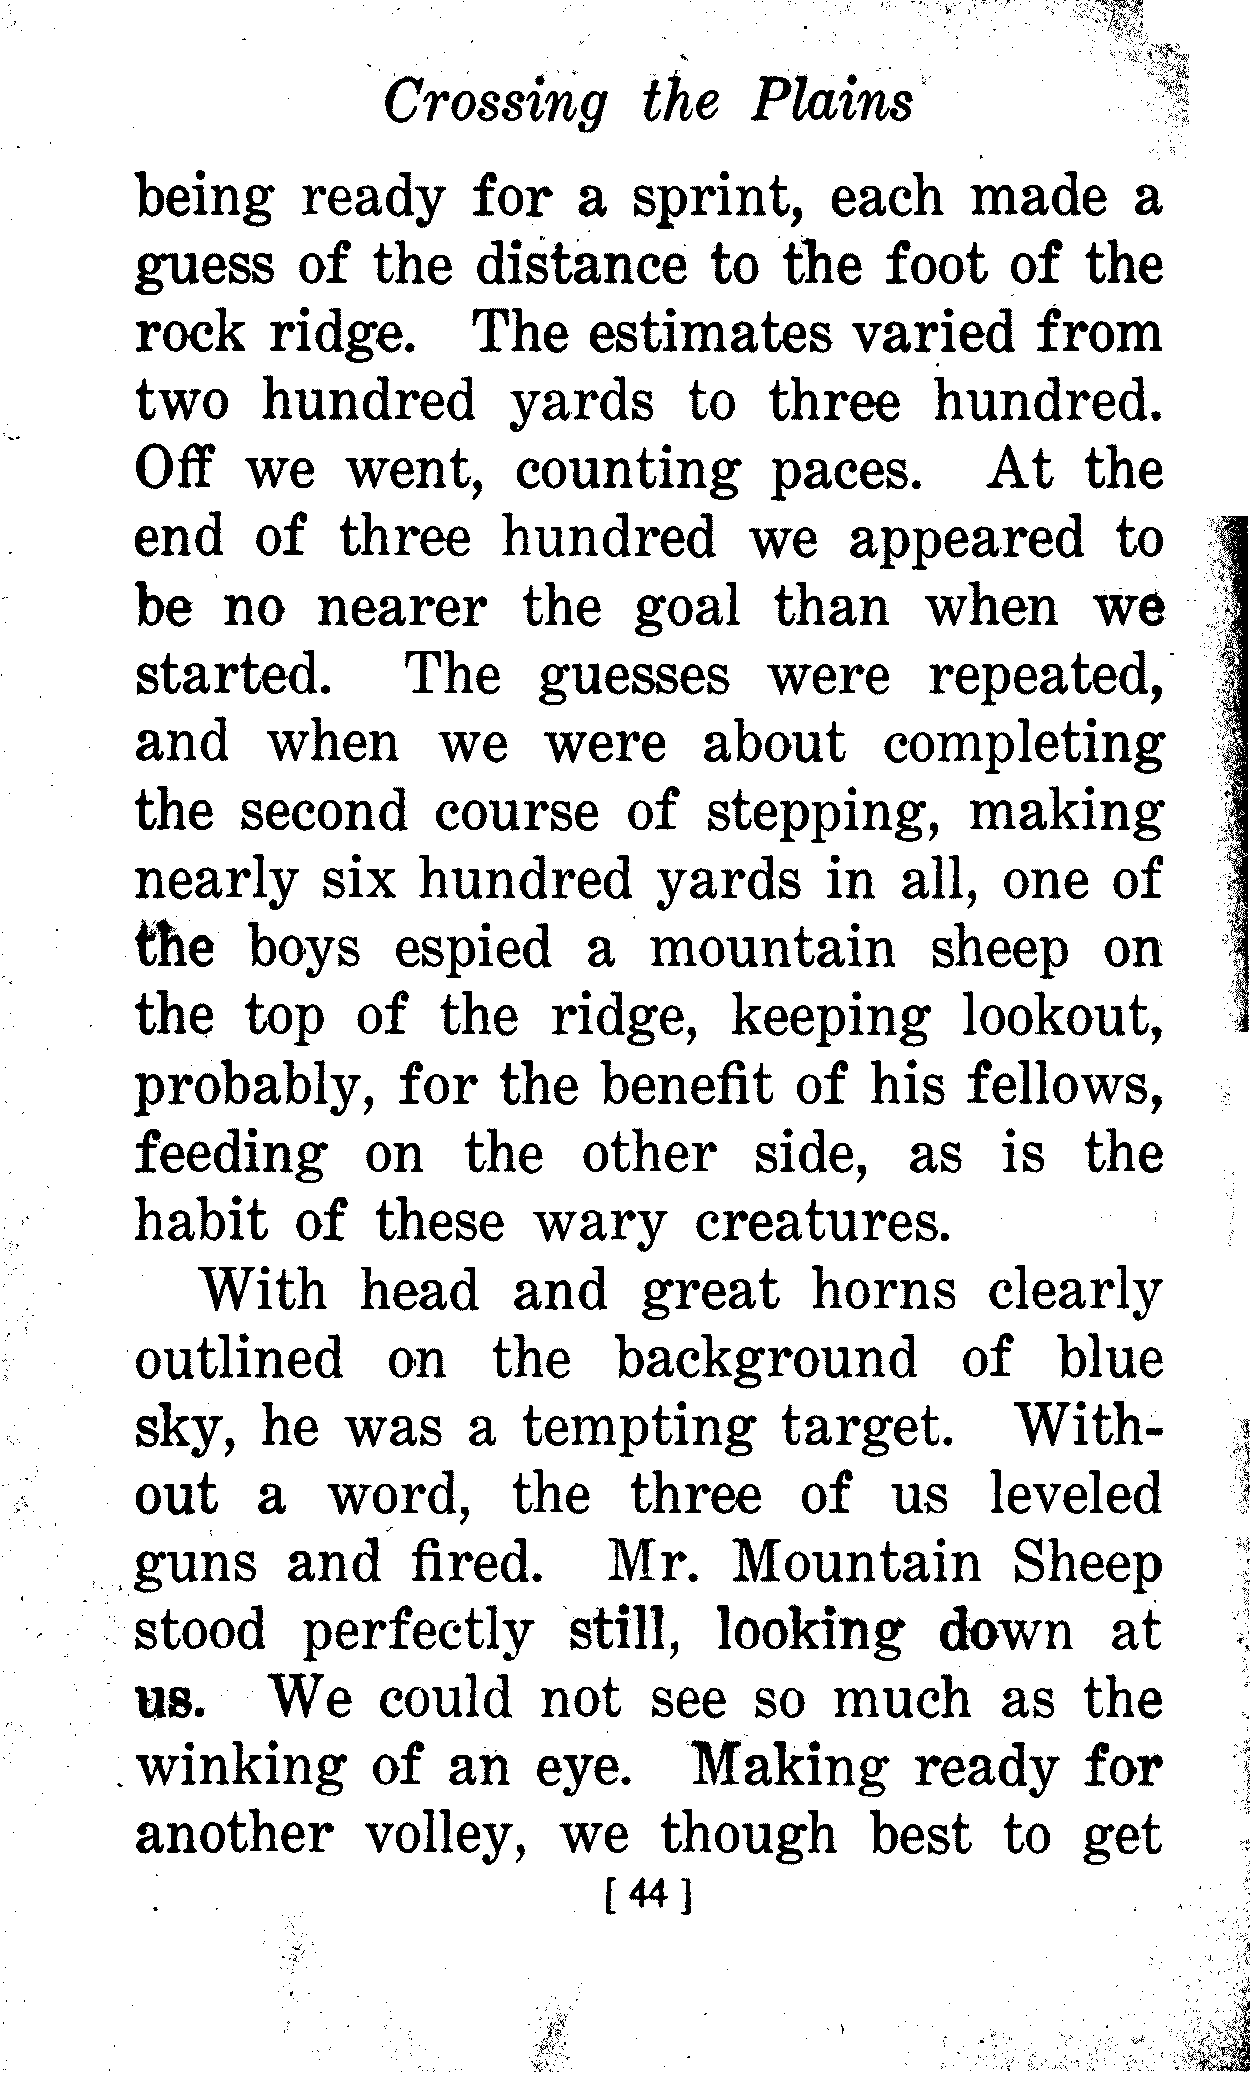 Crossing the Plains
being ready for a sprint, each made a
guess of the distance to the foot of the
rock ridge. The estimates varied from
two hundred yards to three hundred.
Off we went, counting paces. At the
end of three hundred we appeared to
be no nearer the goal than when we
started. The guesses were repeated,
and when we were about completing
the second course of stepping, making
nearly six hundred yards in all, one of
the boys espied a mountain sheep on
the top of the ridge, keeping lookout,
probably, for the benefit of his fellows,
feeding on the other side, as is the
habit of these wary creatures.
With head and great horns clearly
outlined on the background of blue
sky, he was a tempting target. With-
out a word, the three of us leveled
guns and fired. Mr. Mountain Sheep
stood perfectly still, looking down at
us. We could not see so much as the
winking of an eye. Making ready for
another volley, we though best to get
[ 44 ]